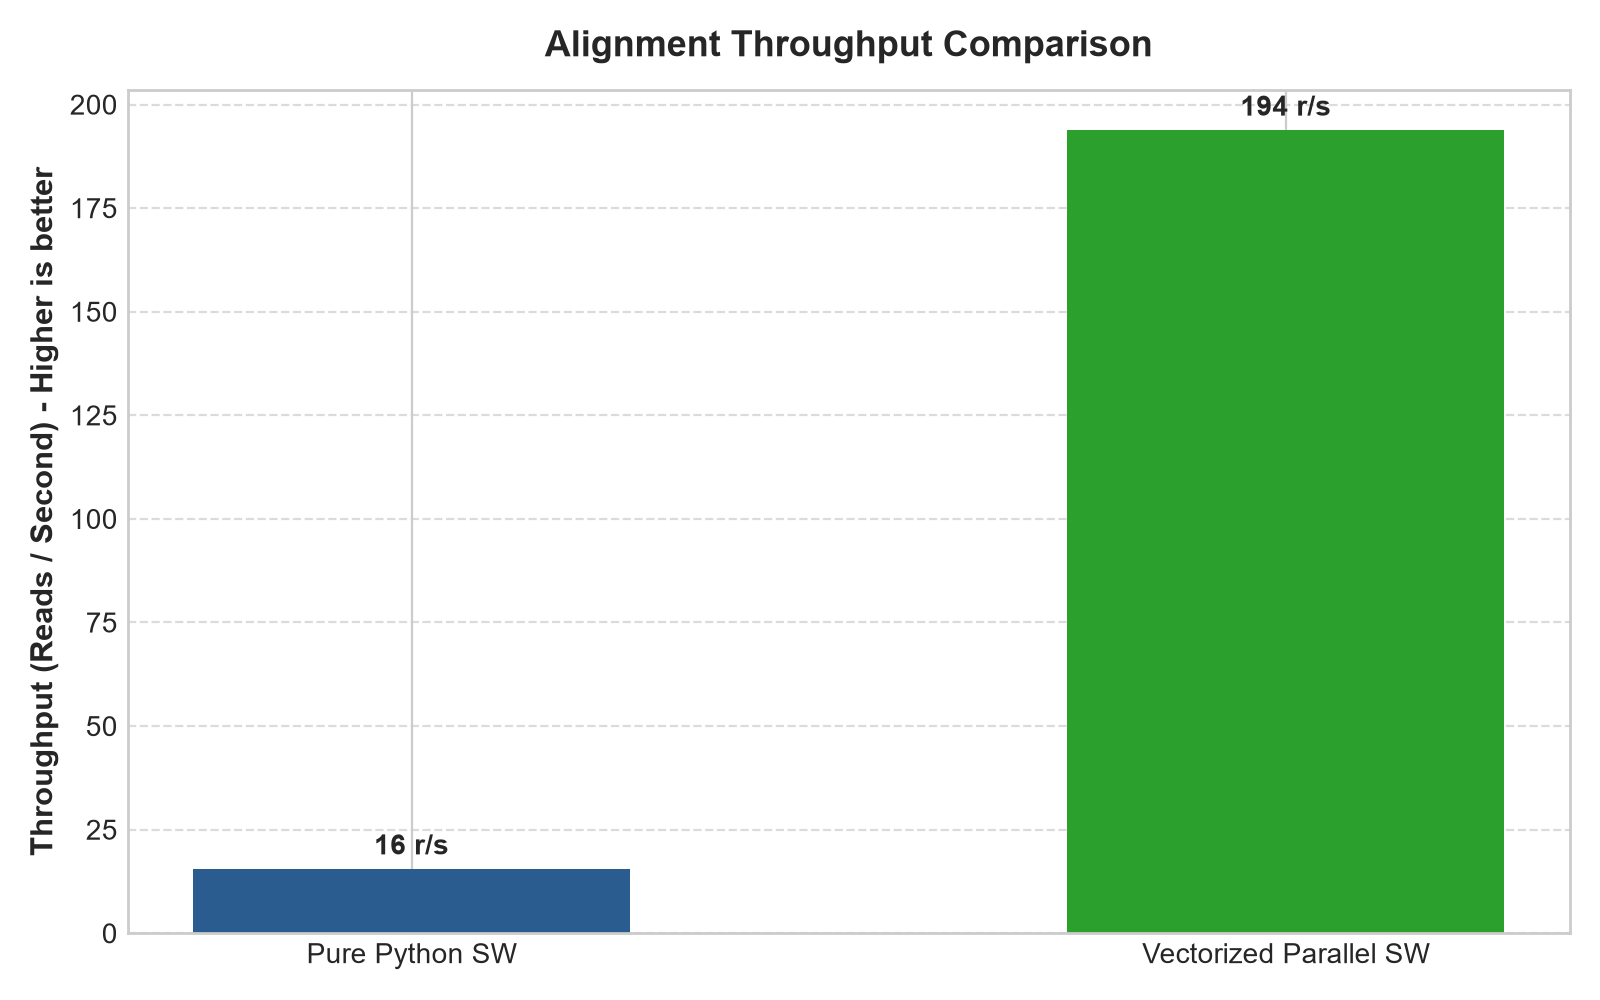 Alignment Throughput Comparison
Throughput (Reads / Second) - Higher is better
200
175
150
125
100
75
50
25
0
194 r/s
16 r/s
Pure Python SW
Vectorized Parallel SW